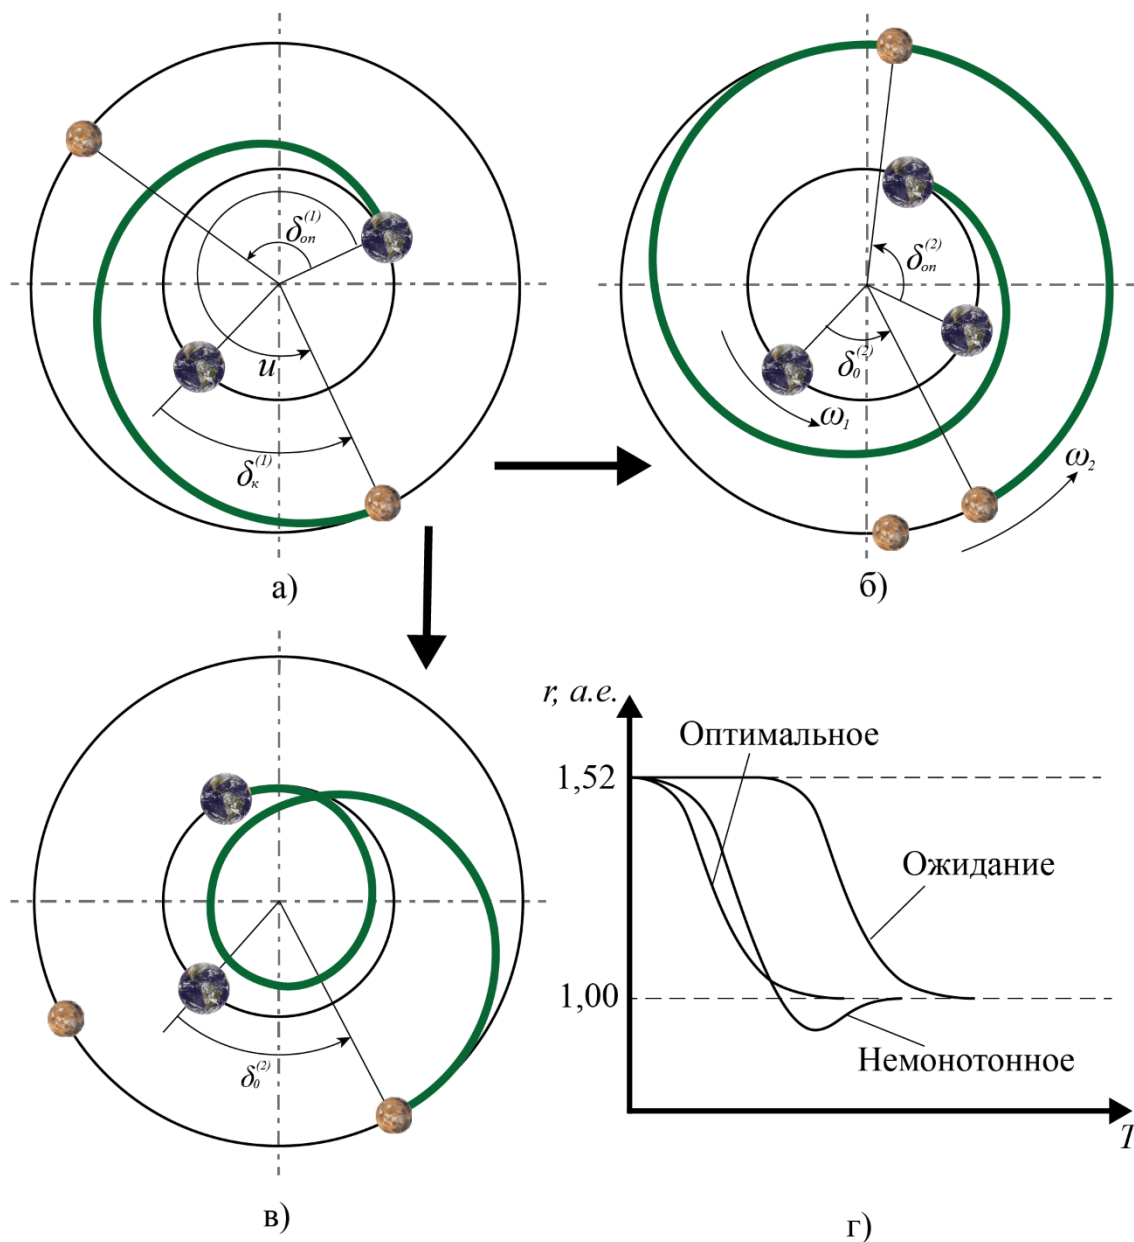 δоп(1)
u
δк(1)
а)
δоп(2)
δ0(2)
ω1
ω2
б)
δ0(2)
в)
r, а.е.
Оптимальное
1,52
Ожидание
1,00
Немонотонное
T
г)